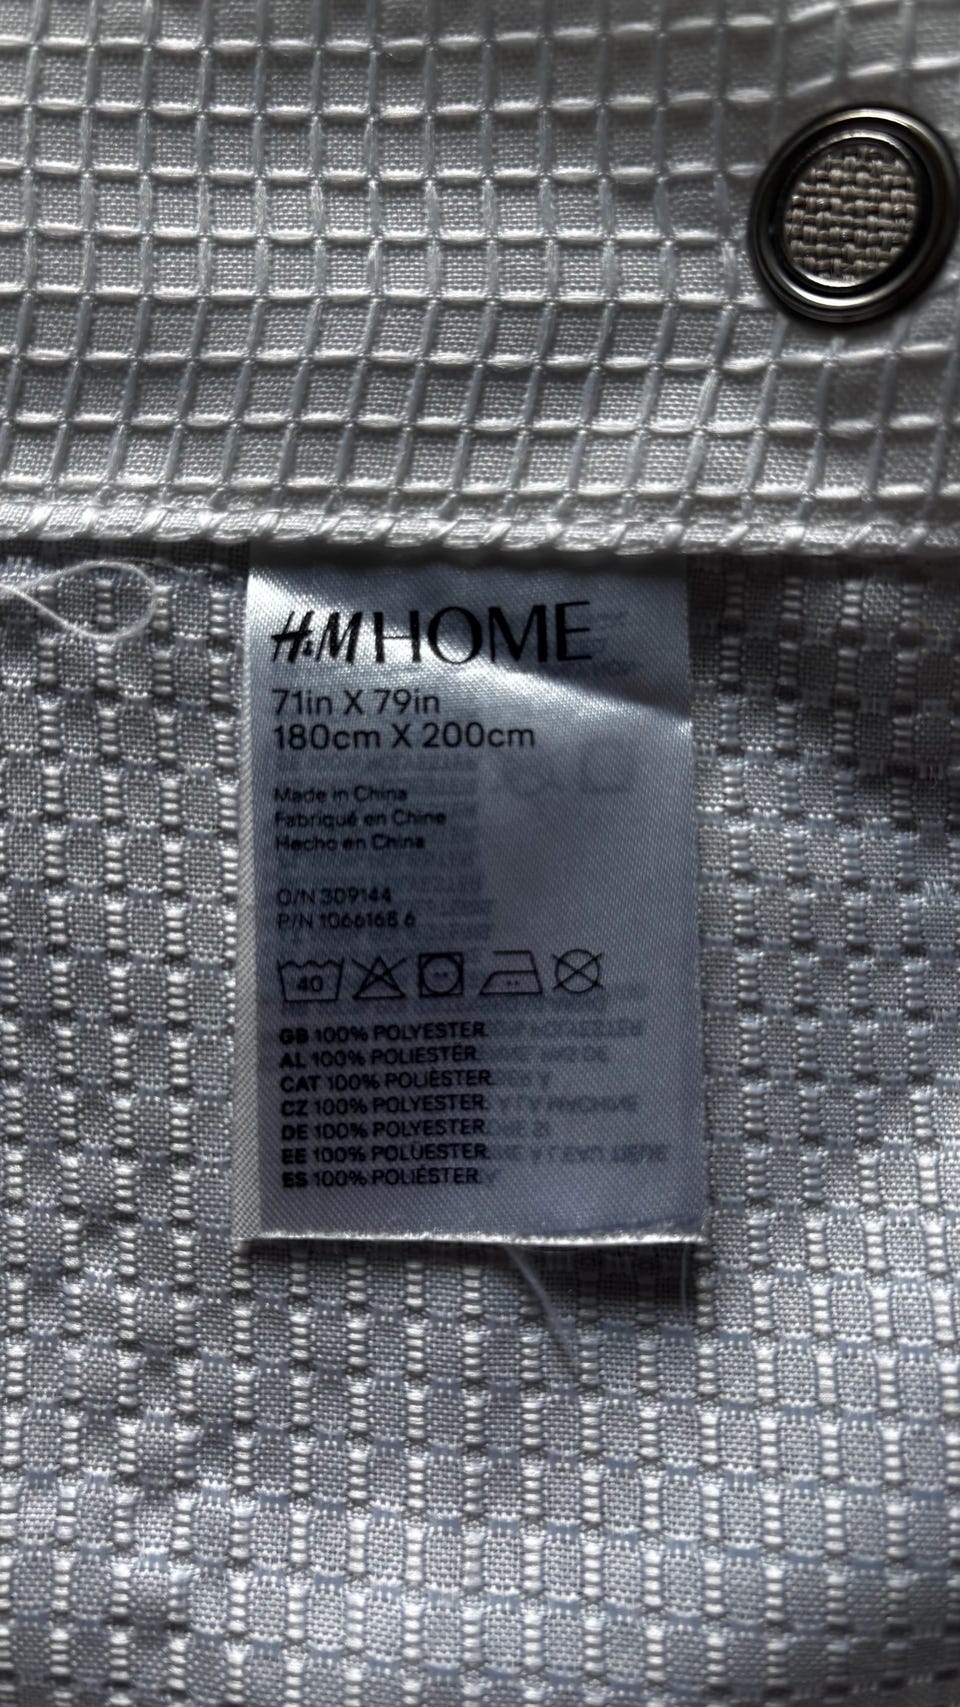 H&M HOME
71in X 79in
180cm X 200cm
Made in China
Fabriqué en Chine
Hecho en China
O/N 309144
P/N 1066168 6
40
GB 100% POLYESTER
AL 100% POLIESTËR
CAT 100% POLIÈSTER
CZ 100% POLYESTER
DE 100% POLYESTER
EE 100% POLÜESTER
ES 100% POLIÉSTER